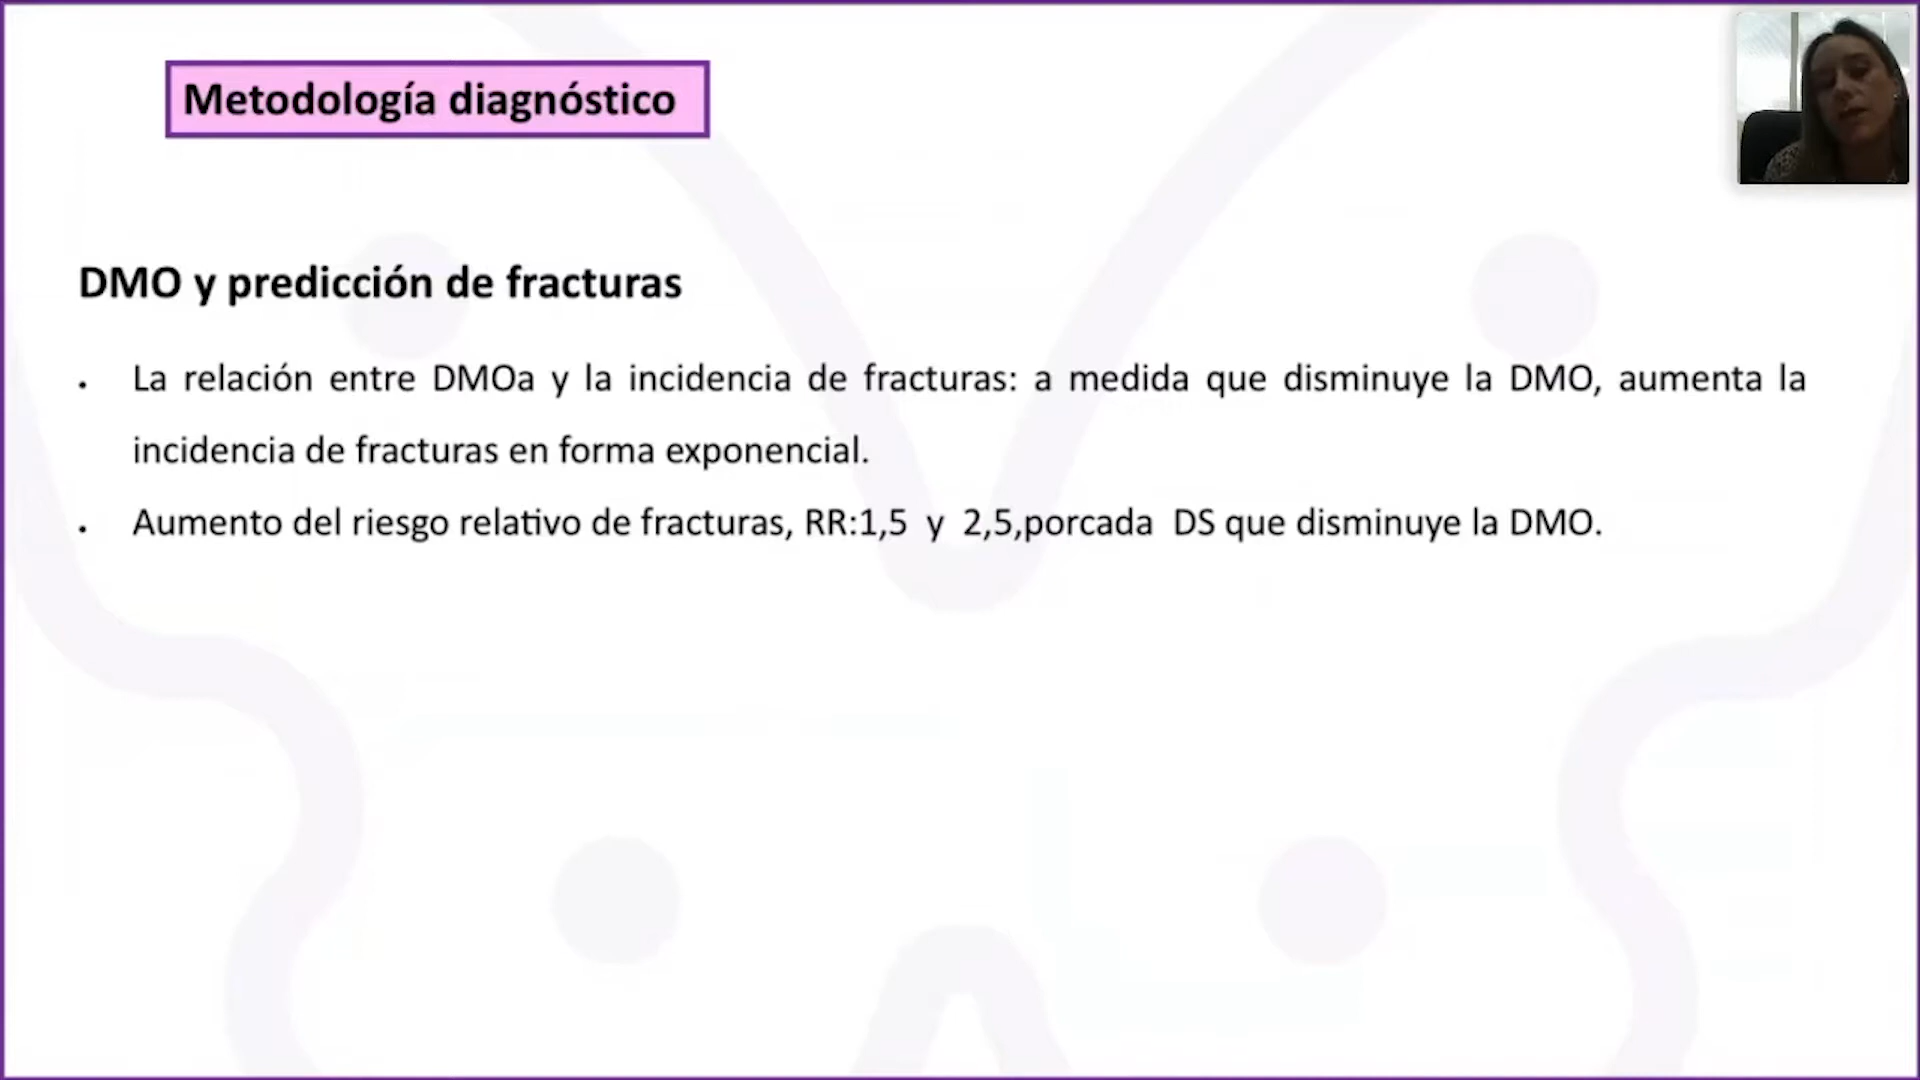 Metodología diagnóstico
DMO y predicción de fracturas
• La relación entre DMOa y la incidencia de fracturas: a medida que disminuye la DMO, aumenta la
incidencia de fracturas en forma exponencial.
• Aumento del riesgo relativo de fracturas, RR:1,5 y 2,5,porcada DS que disminuye la DMO.